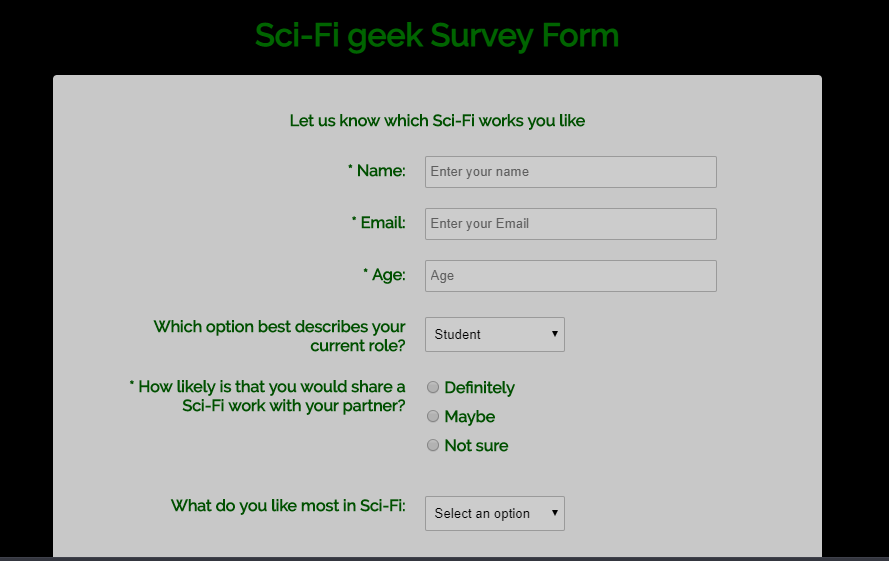 Sci-Fi geek Survey Form
Let us know which Sci-Fi works you like
* Name:
Enter your name
* Email:
Enter your Email
* Age:
Age
Which option best describes your
current role?
Student
* How likely is that you would share a
Sci-Fi work with your partner?
Definitely
Maybe
Not sure
What do you like most in Sci-Fi:
Select an option